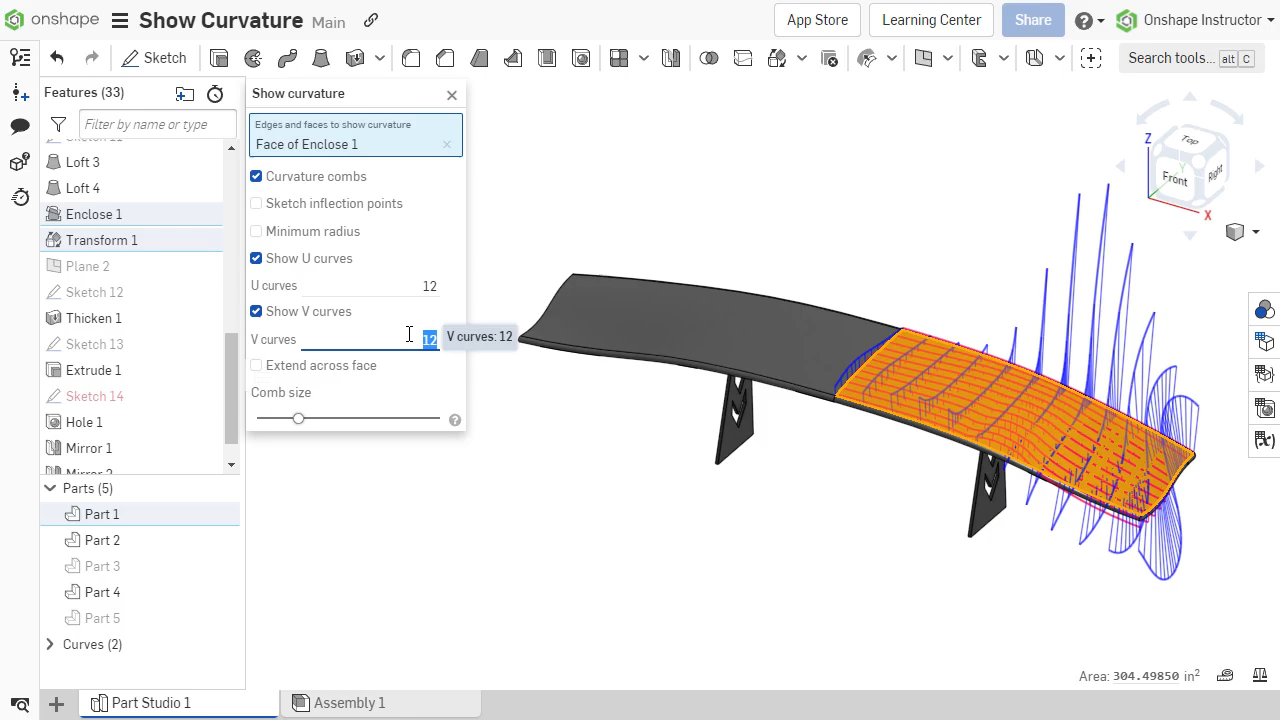 onshape
Show Curvature Main
App Store
Learning Center
Share
Onshape Instructor
Sketch
Search tools...
alt C
Features (33)
Filter by name or type
Loft 3
Loft 4
Enclose 1
Transform 1
Plane 2
Sketch 12
Thicken 1
Sketch 13
Extrude 1
Sketch 14
Hole 1
Mirror 1
Parts (5)
Part 1
Part 2
Part 3
Part 4
Part 5
Curves (2)
Show curvature
Edges and faces to show curvature
Face of Enclose 1
Curvature combs
Sketch inflection points
Minimum radius
Show U curves
U curves 12
Show V curves
V curves 12
V curves: 12
Extend across face
Comb size
Z
Top
Y
Front
Right
X
Area: 304.49850 in²
Part Studio 1
Assembly 1